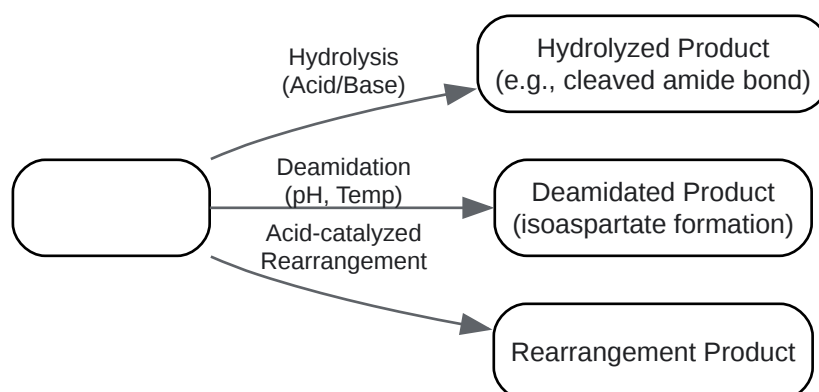 Hydrolysis
(Acid/Base)
Hydrolyzed Product
(e.g., cleaved amide bond)
Deamidation
(pH, Temp)
Deamidated Product
(isoaspartate formation)
Acid-catalyzed
Rearrangement
Rearrangement Product